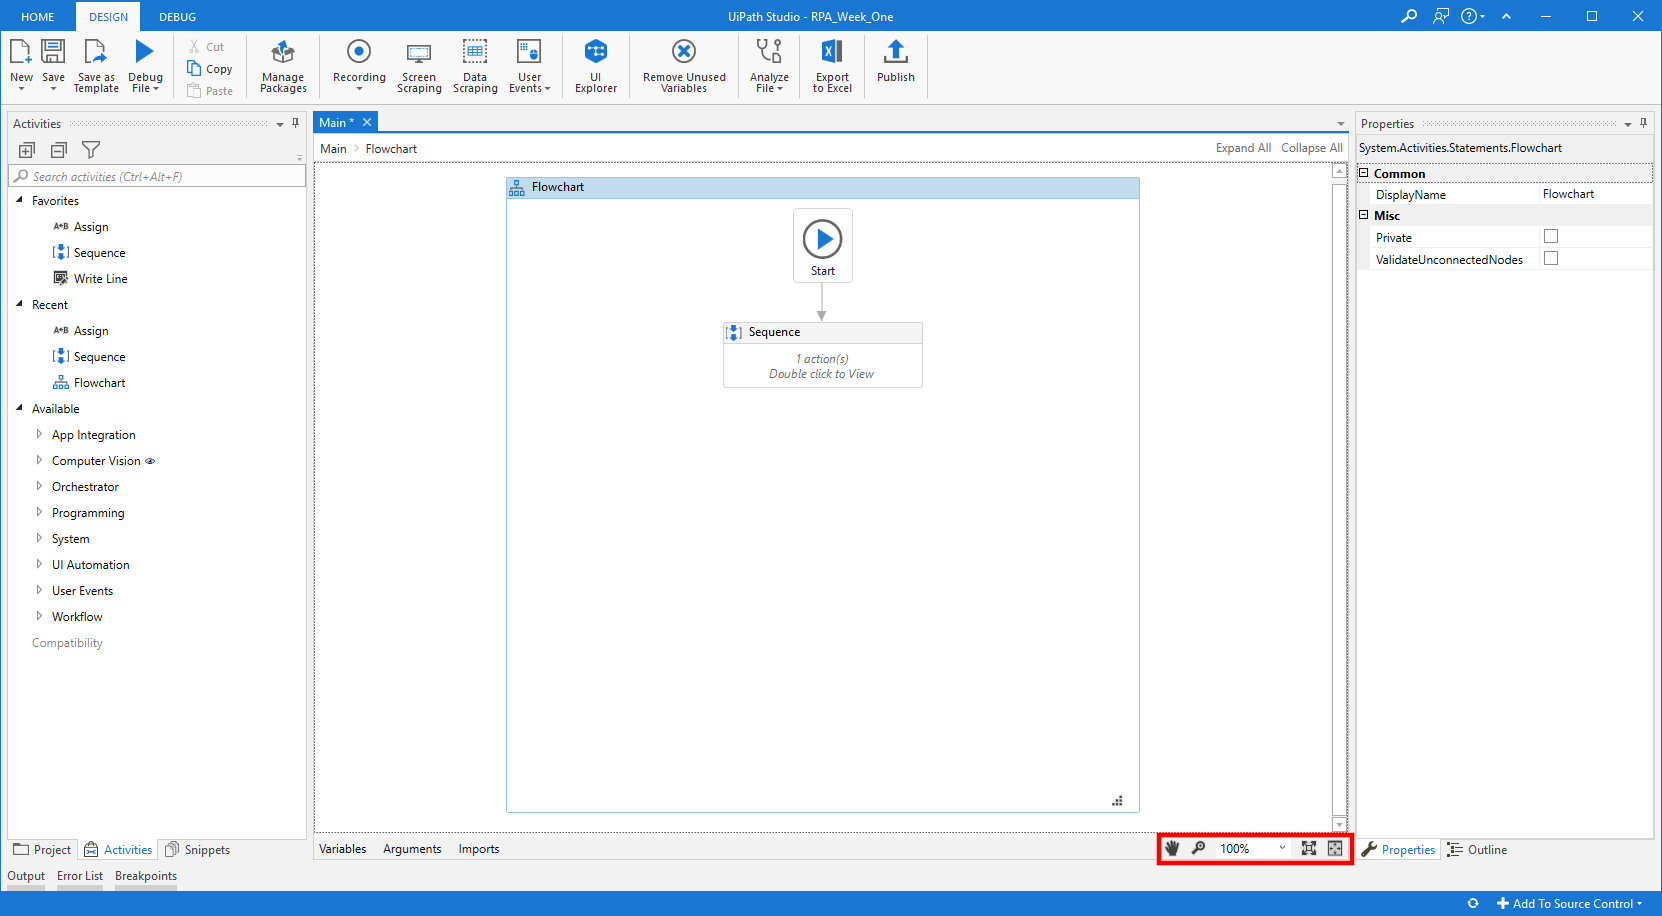 HOME DESIGN DEBUG UiPath Studio - RPA_Week_One
New Save Save as Template Debug File Cut Copy Paste Manage Packages Recording Screen Scraping Data Scraping User Events UI Explorer Remove Unused Variables Analyze File Export to Excel Publish
Activities
Search activities (Ctrl+Alt+F)
Favorites
A*B Assign
Sequence
Write Line
Recent
A*B Assign
Sequence
Flowchart
Available
App Integration
Computer Vision
Orchestrator
Programming
System
UI Automation
User Events
Workflow
Compatibility
Project Activities Snippets
Main *
Main Flowchart Expand All Collapse All
Flowchart
Start
Sequence
1 action(s)
Double click to View
Variables Arguments Imports 100%
Properties
System.Activities.Statements.Flowchart
Common
DisplayName Flowchart
Misc
Private
ValidateUnconnectedNodes
Properties Outline
Output Error List Breakpoints
Add To Source Control